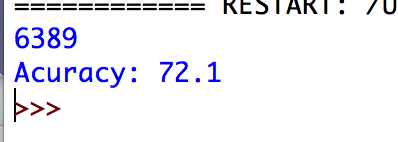 ============ RESTART: /U
6389
Acuracy: 72.1
>>>